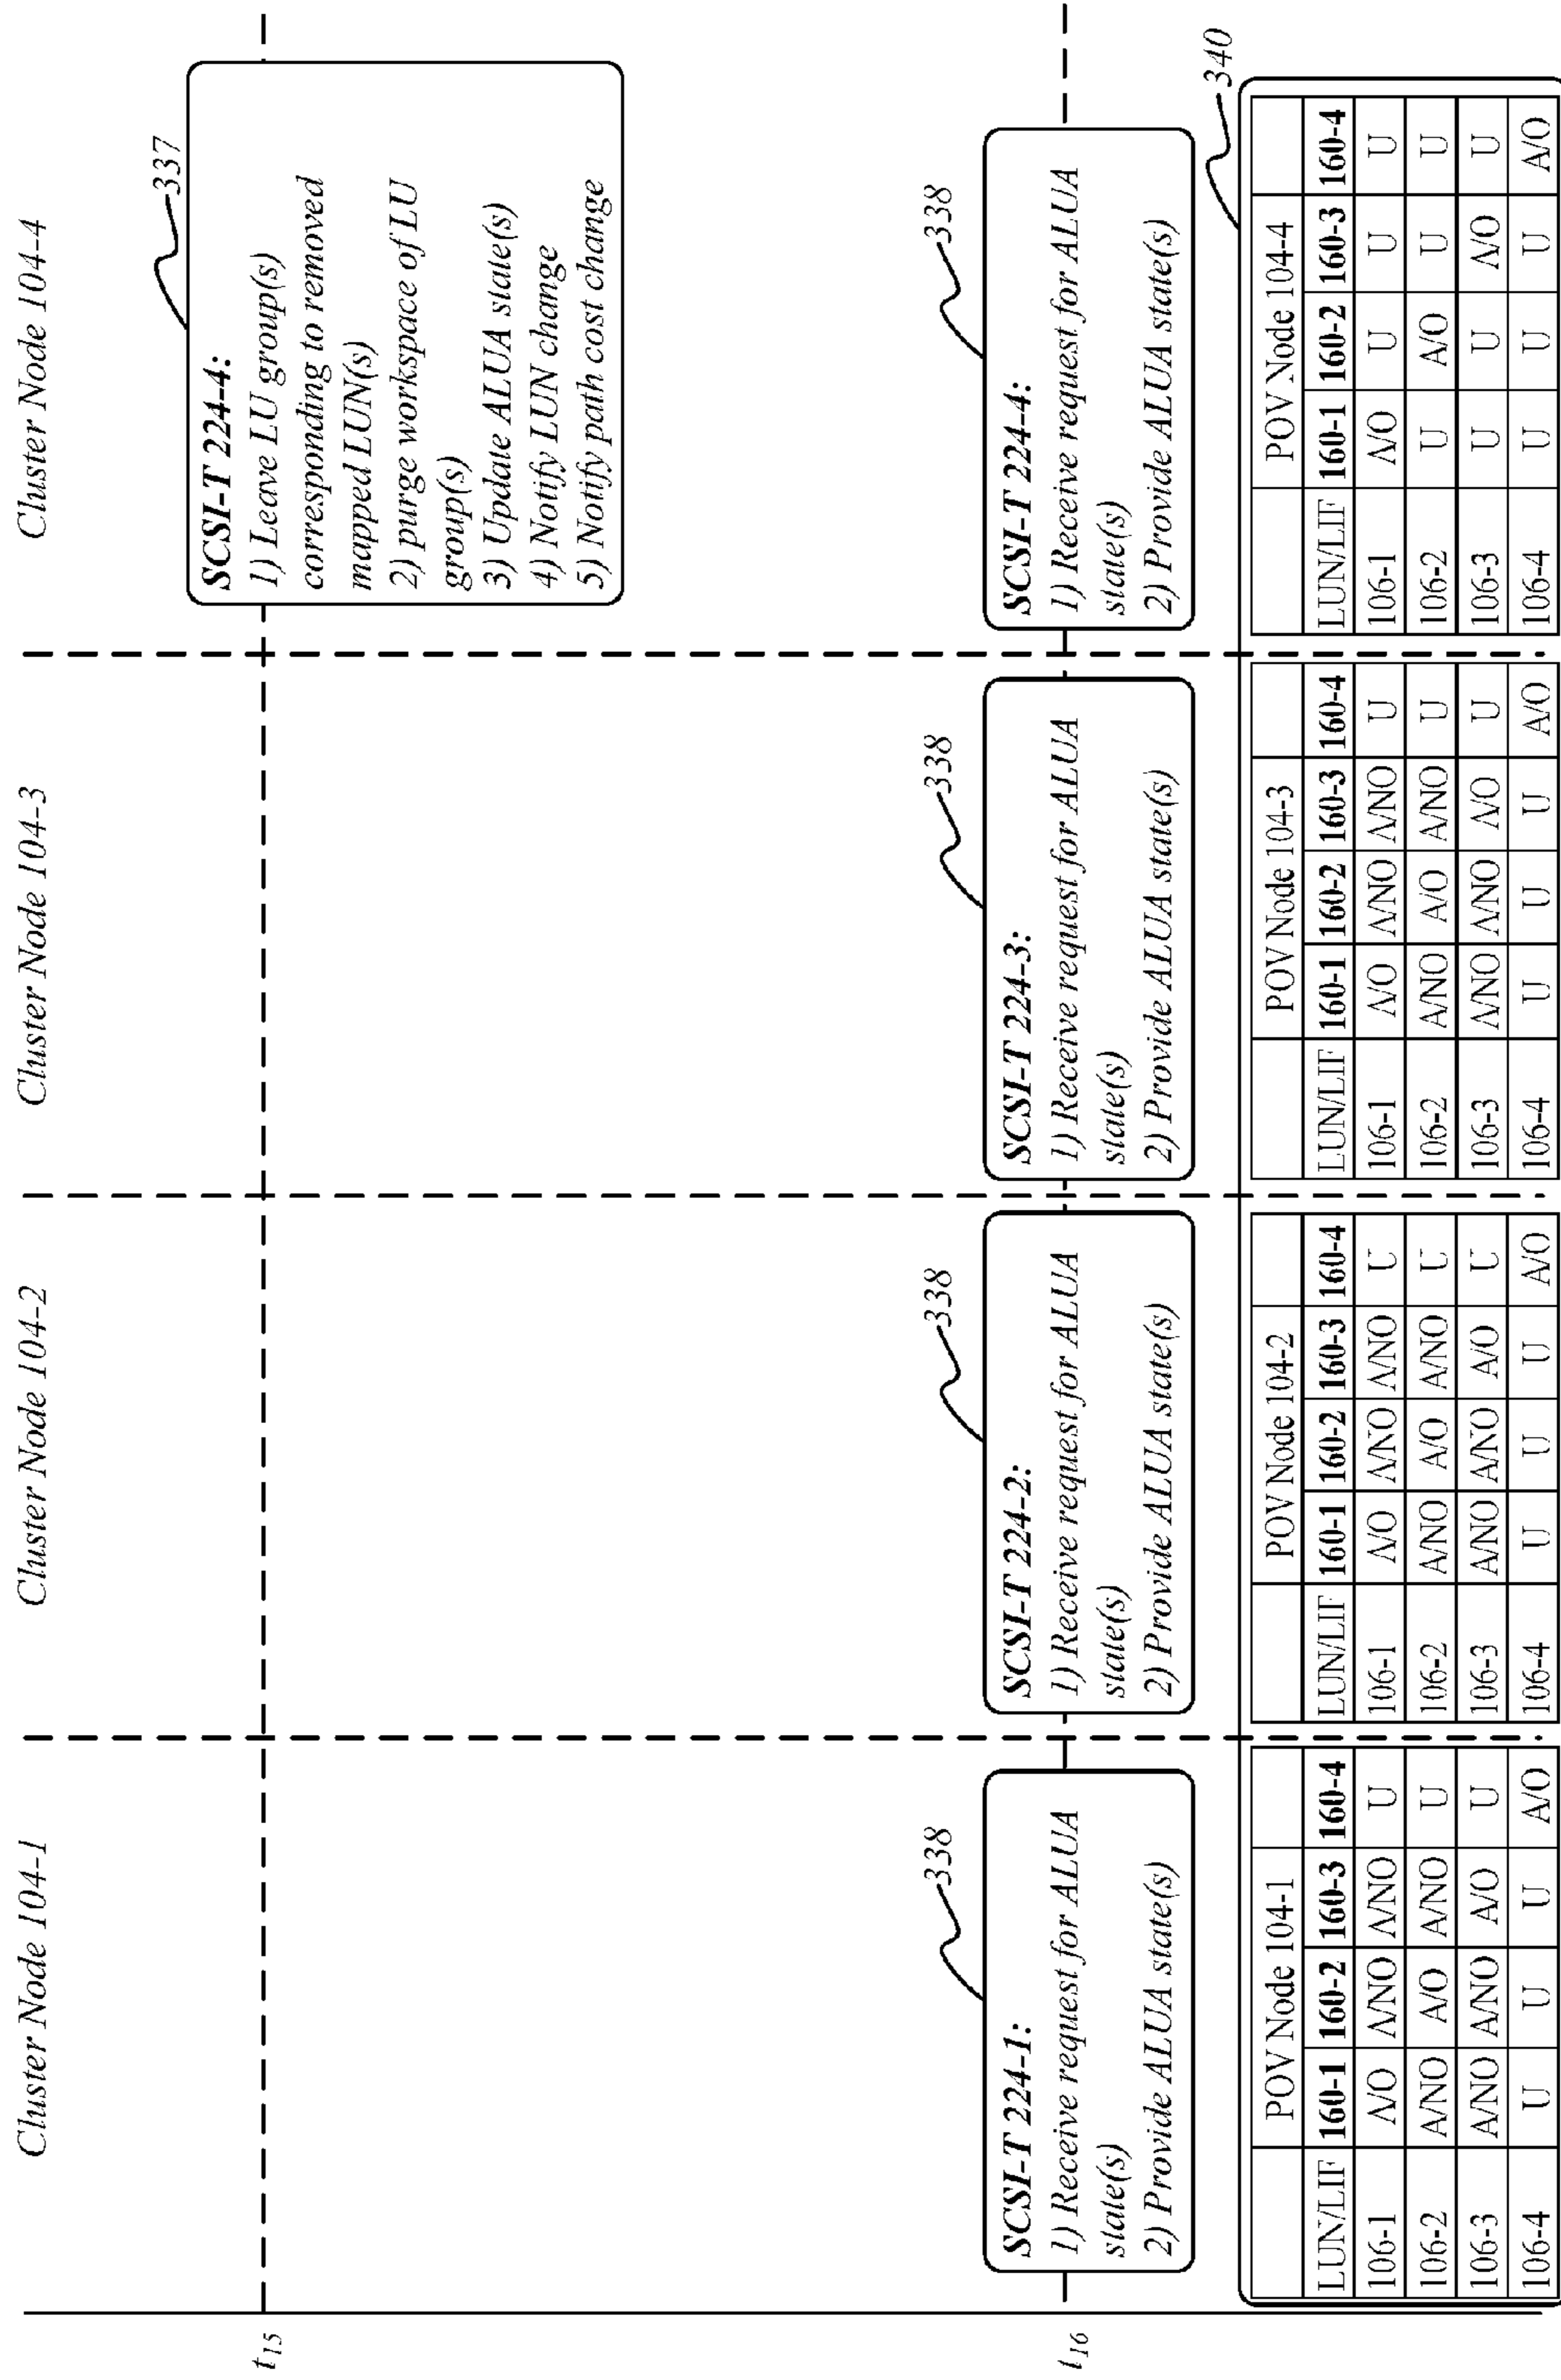 Cluster Node 104-1
Cluster Node 104-2
Cluster Node 104-3
Cluster Node 104-4
t15
337
SCSI-T 224-4:
1) Leave LU group(s)
corresponding to removed
mapped LUN(s)
2) purge workspace of LU
group(s)
3) Update ALUA state(s)
4) Notify LUN change
5) Notify path cost change
t16
338
SCSI-T 224-1:
1) Receive request for ALUA
state(s)
2) Provide ALUA state(s)
338
SCSI-T 224-2:
1) Receive request for ALUA
state(s)
2) Provide ALUA state(s)
338
SCSI-T 224-3:
1) Receive request for ALUA
state(s)
2) Provide ALUA state(s)
338
SCSI-T 224-4:
1) Receive request for ALUA
state(s)
2) Provide ALUA state(s)
340
POV Node 104-1
LUN/LIF 160-1 160-2 160-3 160-4
106-1 A/O A/NO A/NO U
106-2 A/NO A/O A/NO U
106-3 A/NO A/NO A/O U
106-4 U U U A/O
POV Node 104-2
LUN/LIF 160-1 160-2 160-3 160-4
106-1 A/O A/NO A/NO U
106-2 A/NO A/O A/NO U
106-3 A/NO A/NO A/O U
106-4 U U U A/O
POV Node 104-3
LUN/LIF 160-1 160-2 160-3 160-4
106-1 A/O A/NO A/NO U
106-2 A/NO A/O A/NO U
106-3 A/NO A/NO A/O U
106-4 U U U A/O
POV Node 104-4
LUN/LIF 160-1 160-2 160-3 160-4
106-1 A/O U U U
106-2 U A/O U U
106-3 U U A/O U
106-4 U U U A/O